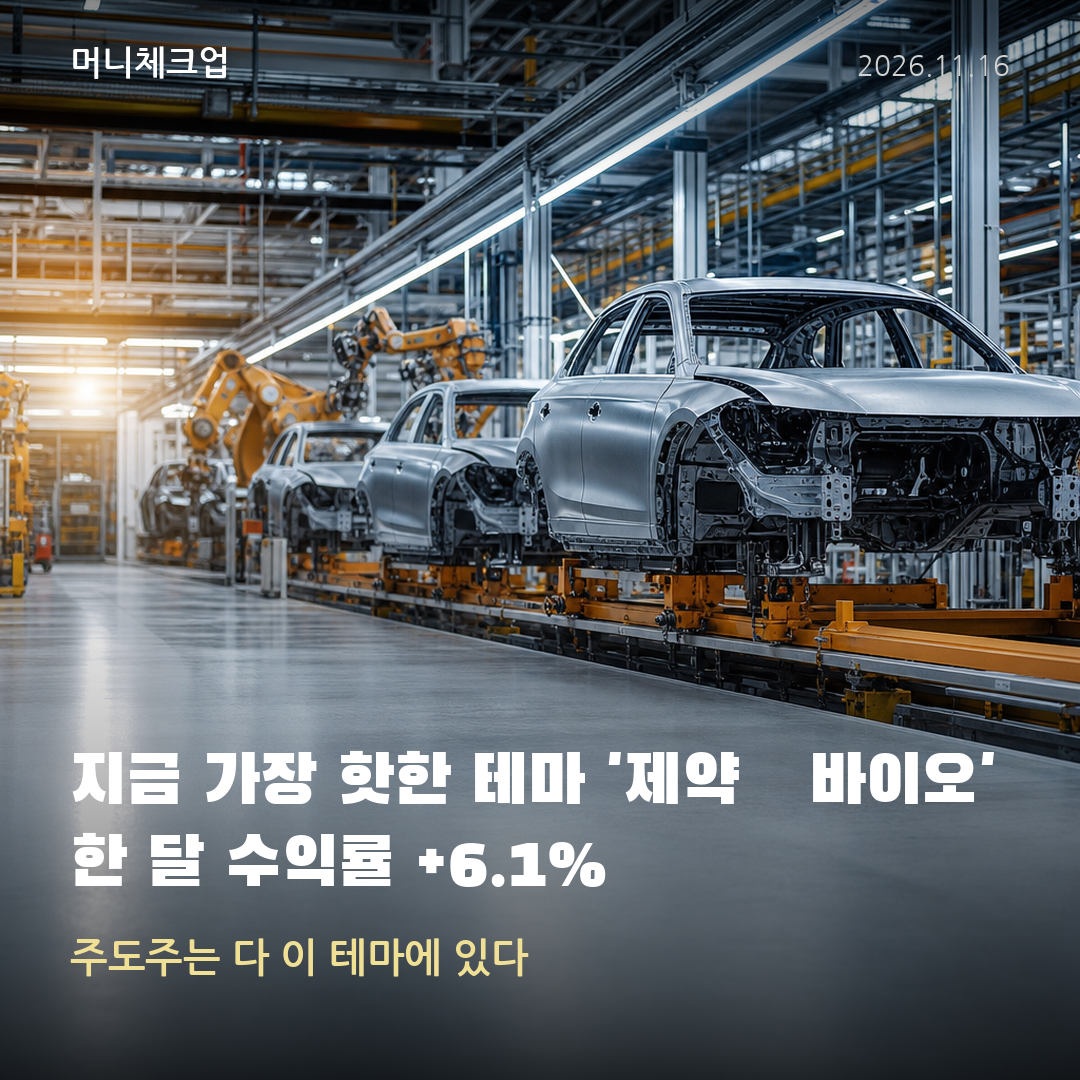 머니체크업
2026.11.16
지금 가장 핫한 테마 '제약 바이오'
한 달 수익률 +6.1%
주도주는 다 이 테마에 있다